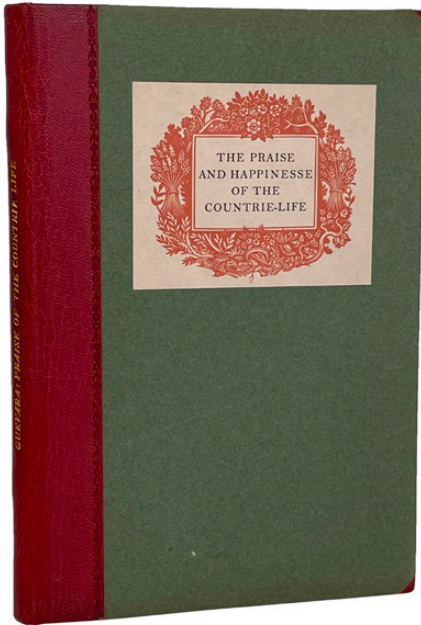 THE PRAISE
AND HAPPINESSE
OF THE
COUNTRIE-LIFE
GUEVARA: PRAISE OF THE COUNTRIE LIFE